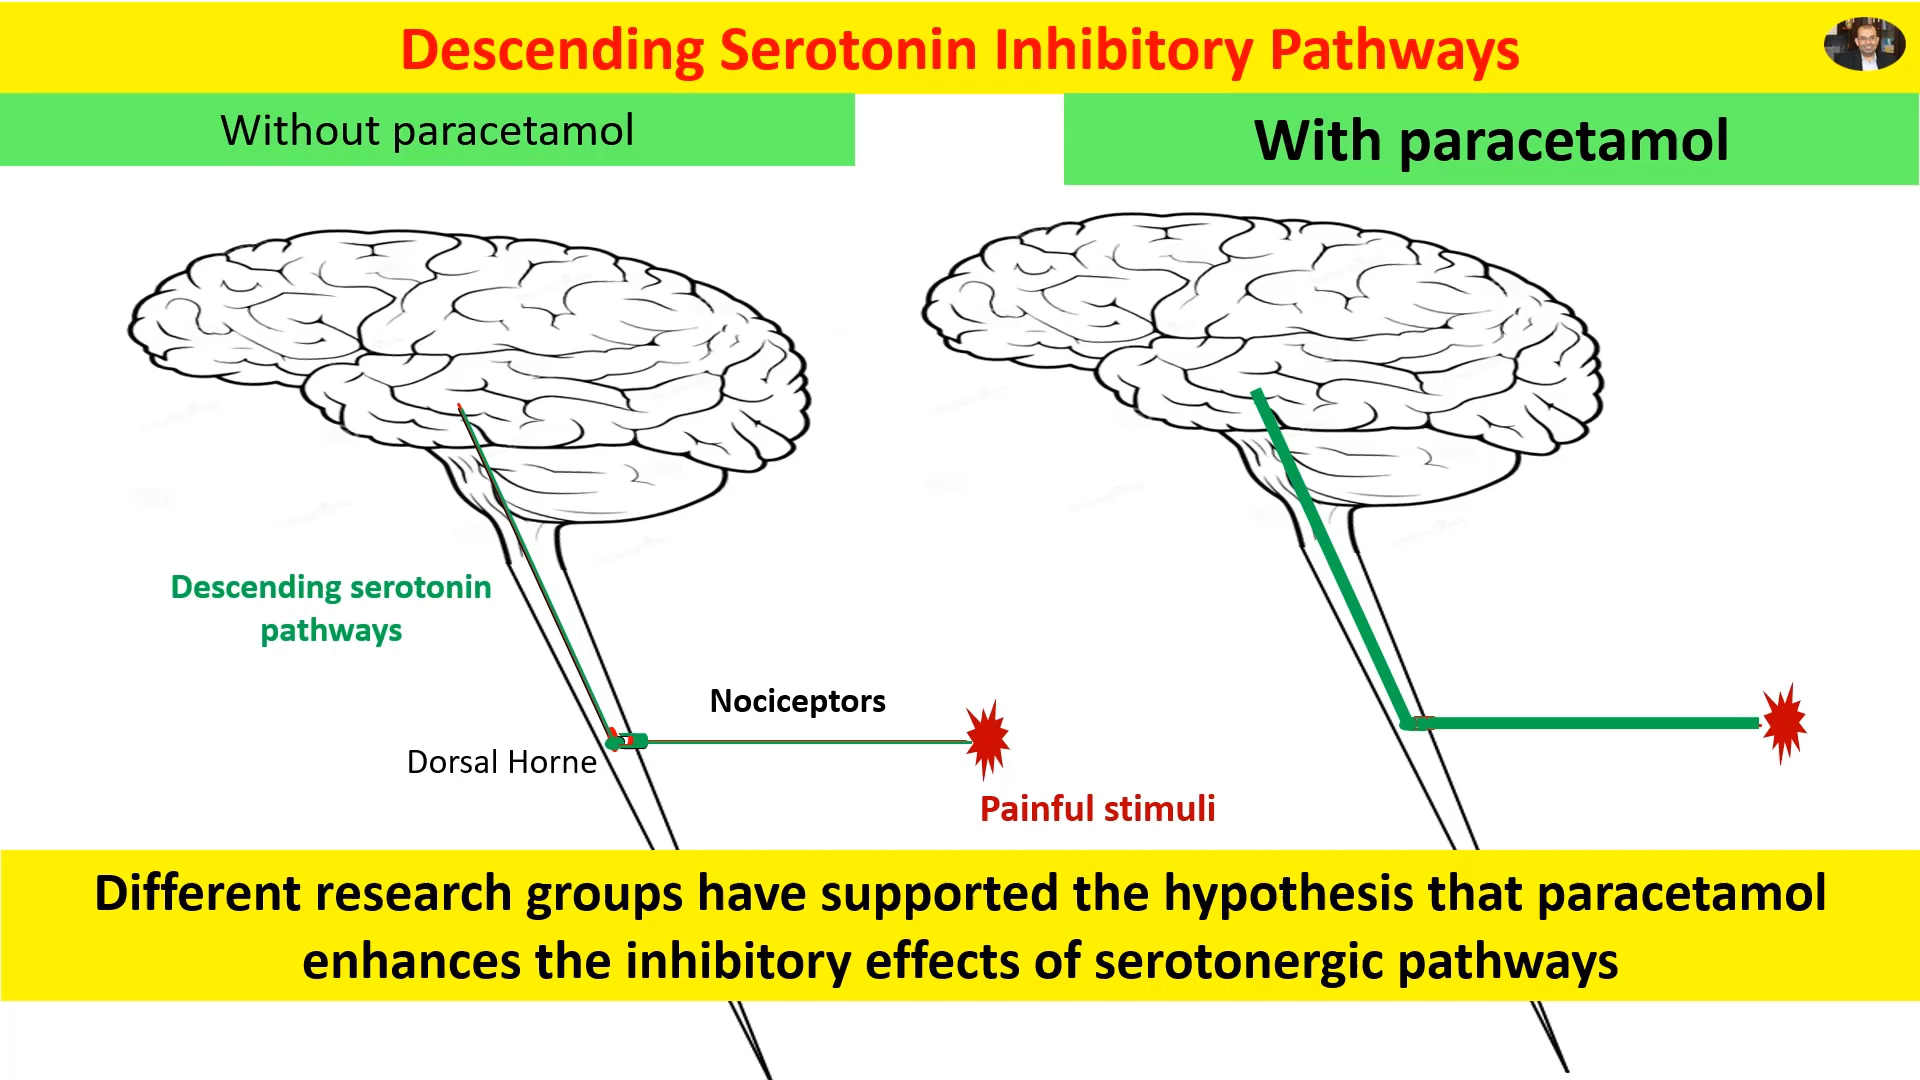 Descending Serotonin Inhibitory Pathways
Without paracetamol
With paracetamol
Descending serotonin
pathways
Nociceptors
Dorsal Horne
Painful stimuli
Different research groups have supported the hypothesis that paracetamol
enhances the inhibitory effects of serotonergic pathways